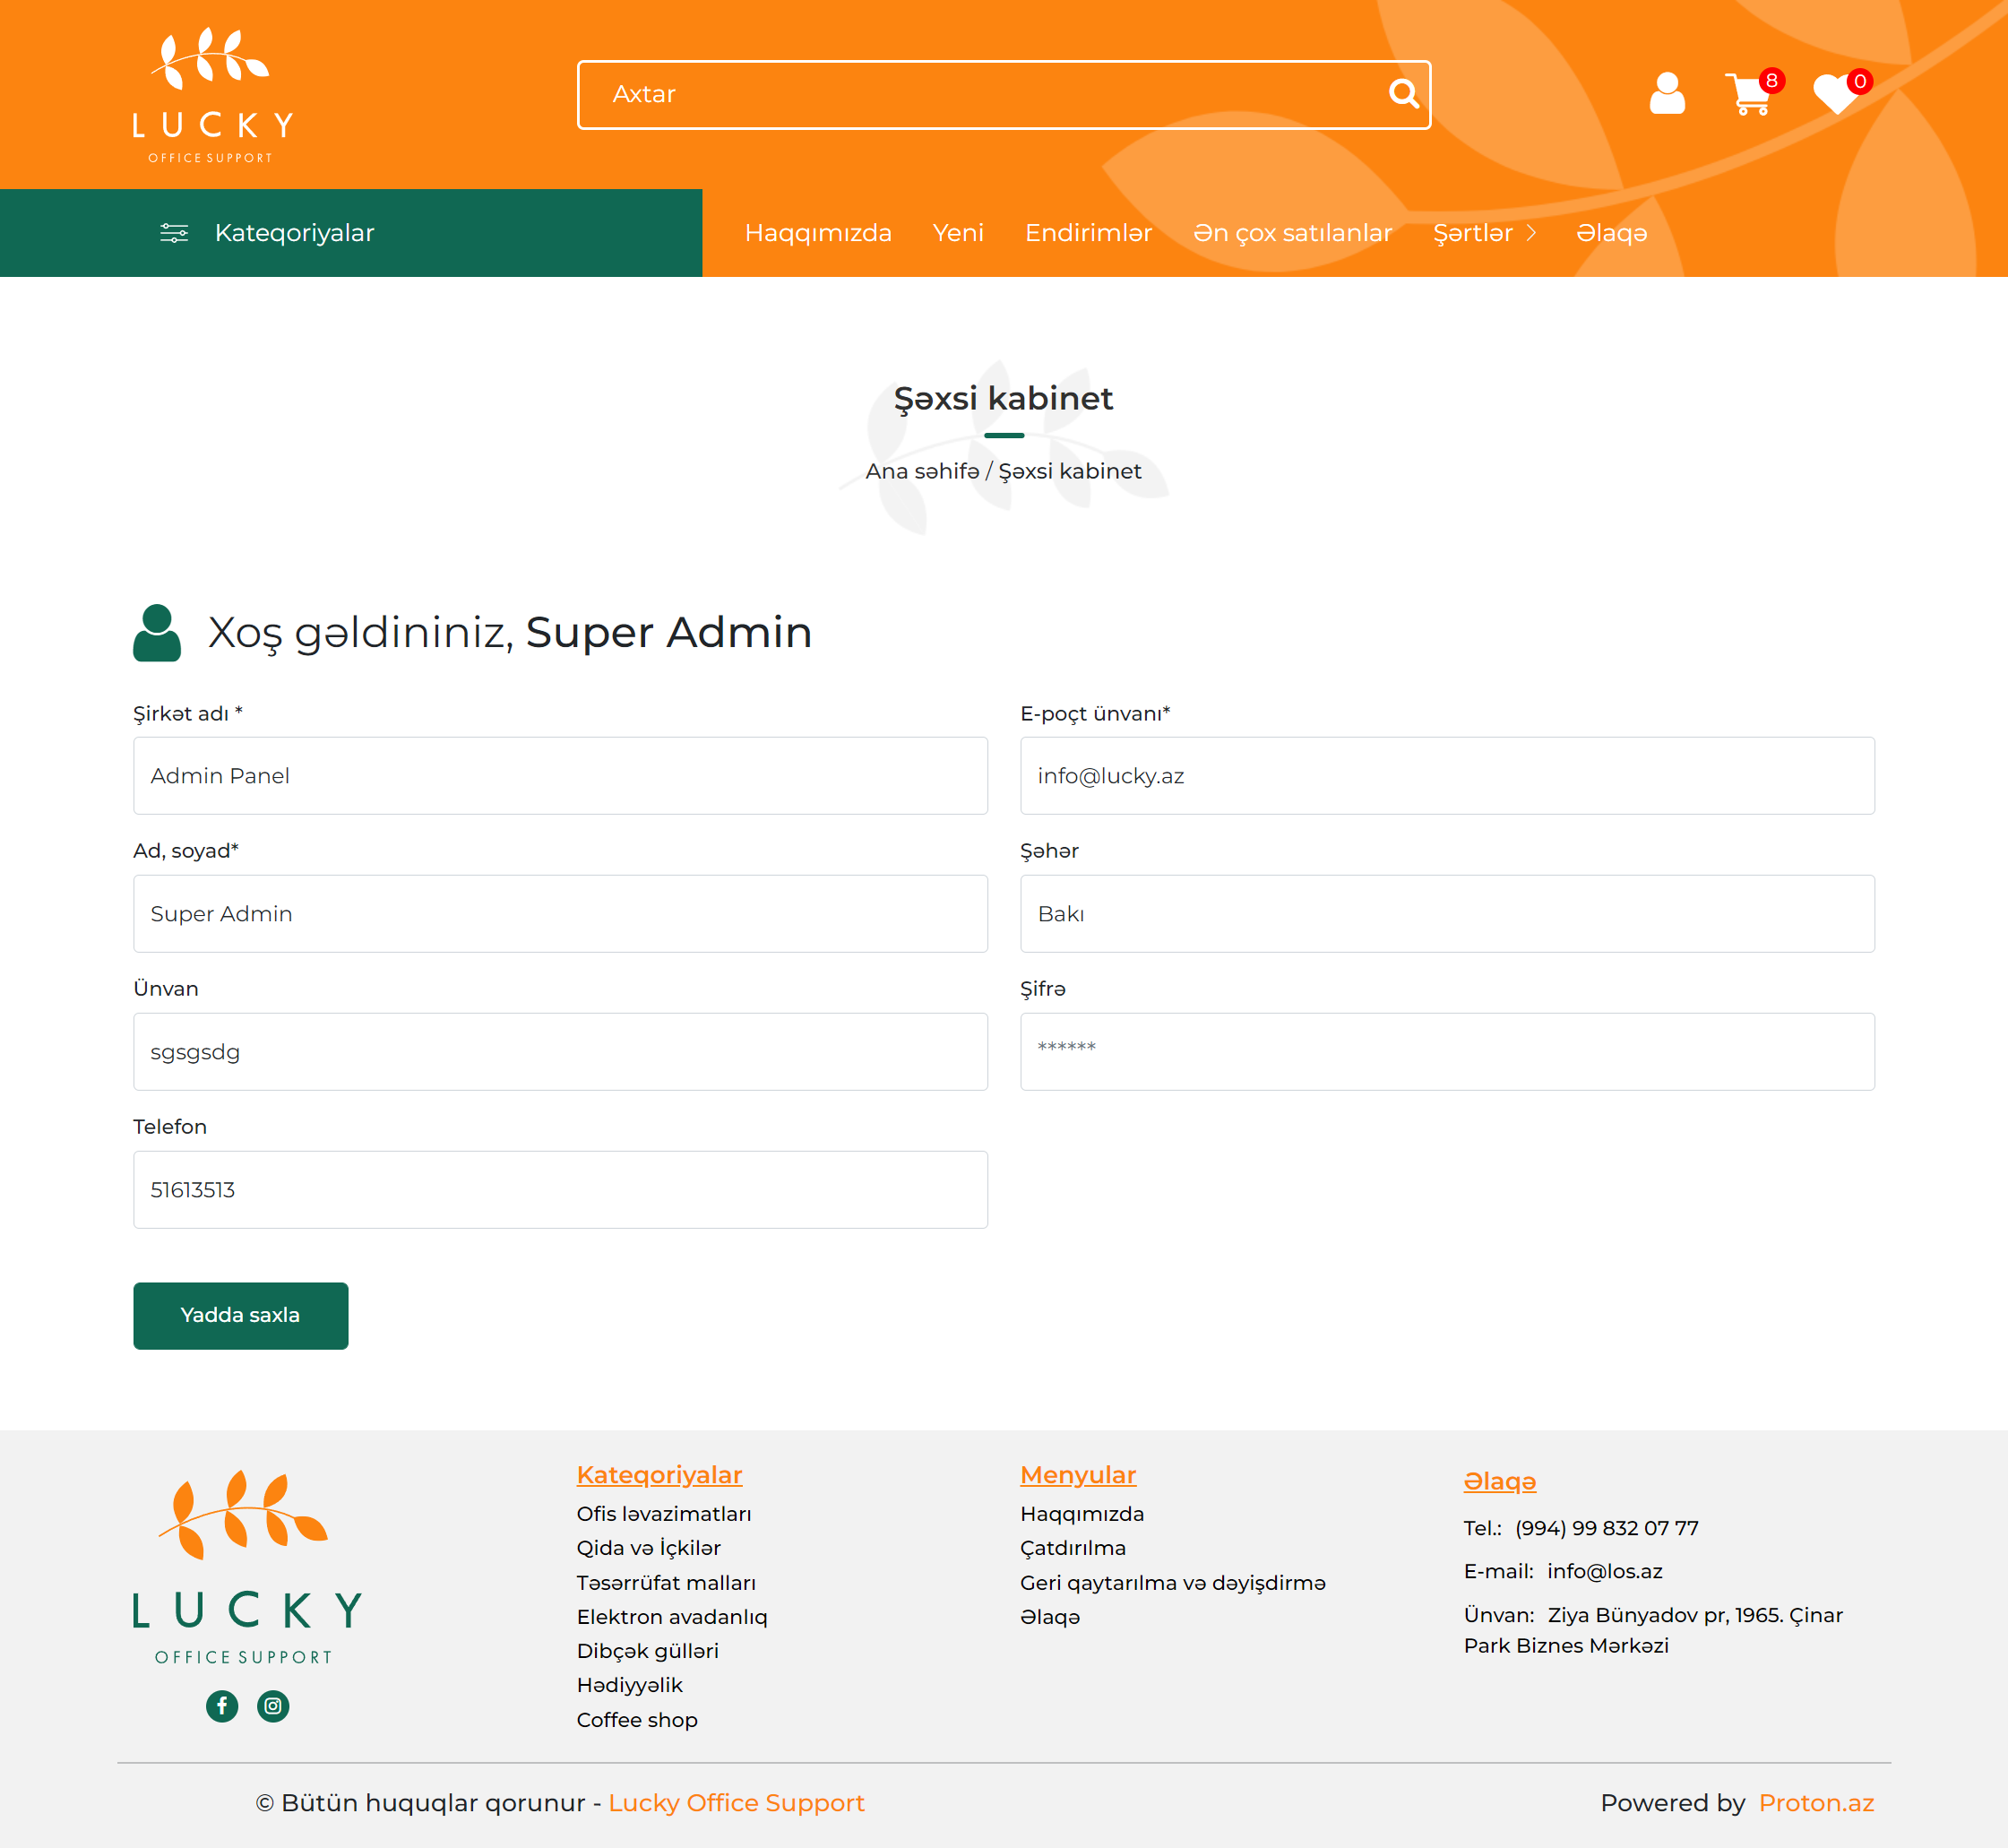 LUCKY
OFFICE SUPPORT
Axtar
8
0
Kateqoriyalar
Haqqımızda
Yeni
Endirimlər
Ən çox satılanlar
Şərtlər
Əlaqə
Şəxsi kabinet
Ana səhifə / Şəxsi kabinet
Xoş gəldininiz, Super Admin
Şirkət adı *
Admin Panel
E-poçt ünvanı*
info@lucky.az
Ad, soyad*
Super Admin
Şəhər
Bakı
Ünvan
sgsgsdg
Şifrə
******
Telefon
51613513
Yadda saxla
LUCKY
OFFICE SUPPORT
Kateqoriyalar
Ofis ləvazimatları
Qida və İçkilər
Təsərrüfat malları
Elektron avadanlıq
Dibçək gülləri
Hədiyyəlik
Coffee shop
Menyular
Haqqımızda
Çatdırılma
Geri qaytarılma və dəyişdirmə
Əlaqə
Əlaqə
Tel.: (994) 99 832 07 77
E-mail: info@los.az
Ünvan: Ziya Bünyadov pr, 1965. Çinar
Park Biznes Mərkəzi
© Bütün huquqlar qorunur - Lucky Office Support
Powered by Proton.az